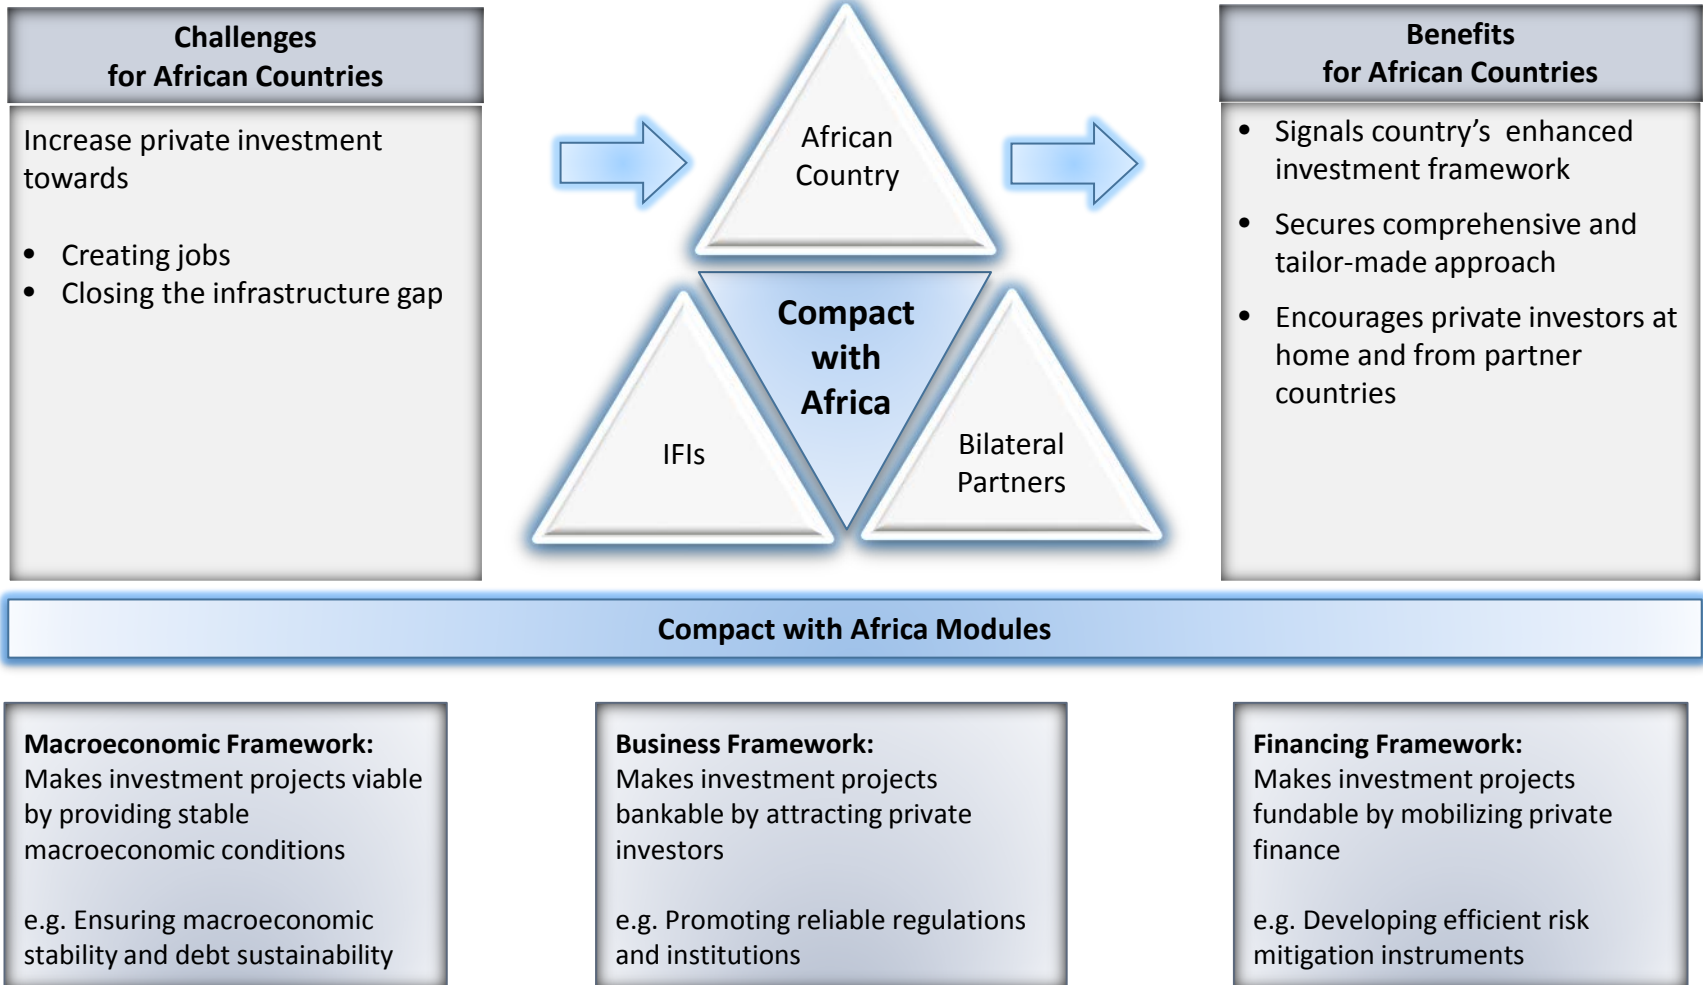 Challenges
for African Countries
Increase private investment
towards
• Creating jobs
• Closing the infrastructure gap
African
Country
Compact
with
Africa
IFIs
Bilateral
Partners
Benefits
for African Countries
• Signals country’s enhanced
investment framework
• Secures comprehensive and
tailor-made approach
• Encourages private investors at
home and from partner
countries
Compact with Africa Modules
Macroeconomic Framework:
Makes investment projects viable
by providing stable
macroeconomic conditions
e.g. Ensuring macroeconomic
stability and debt sustainability
Business Framework:
Makes investment projects
bankable by attracting private
investors
e.g. Promoting reliable regulations
and institutions
Financing Framework:
Makes investment projects
fundable by mobilizing private
finance
e.g. Developing efficient risk
mitigation instruments